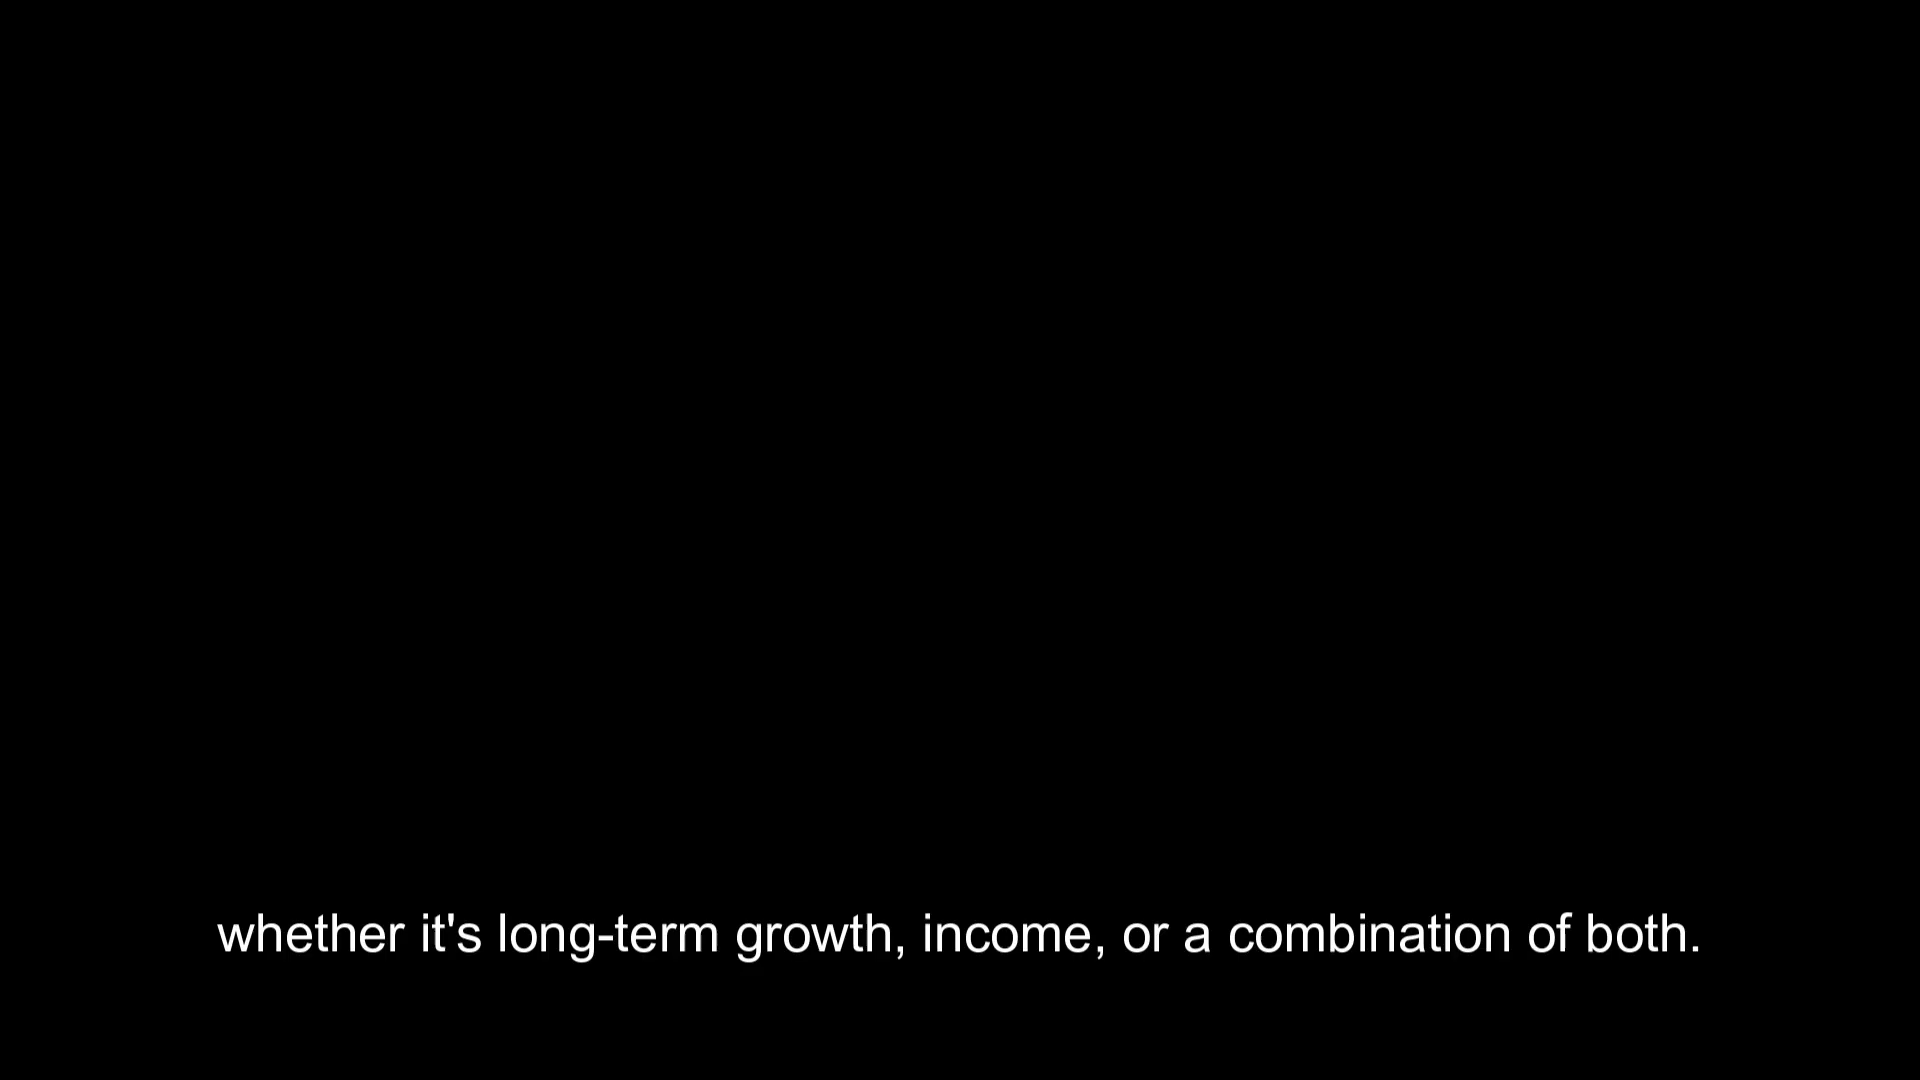 whether it's long-term growth, income, or a combination of both.